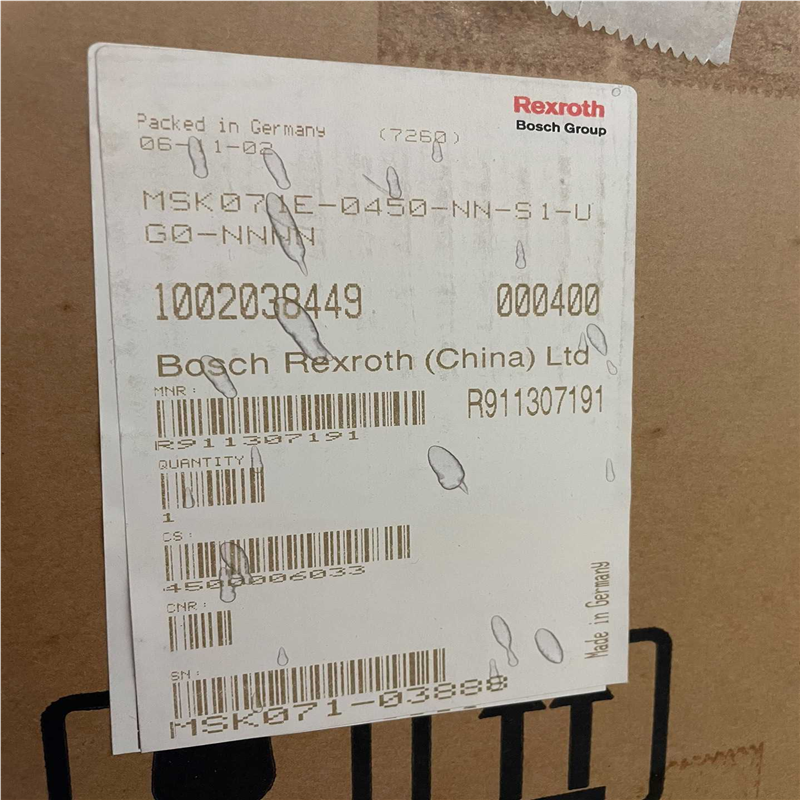 Rexroth
Bosch Group
Packed in Germany (7260)
06-11-02
MSK071E-0450-NN-S1-U
G0-NNNN
1002038449 000400
Bosch Rexroth (China) Ltd
MNR:
R911307191
R911307191
QUANTITY
1
CS:
4500006033
CNR:
SN:
MSK071-03888
Made in Germany